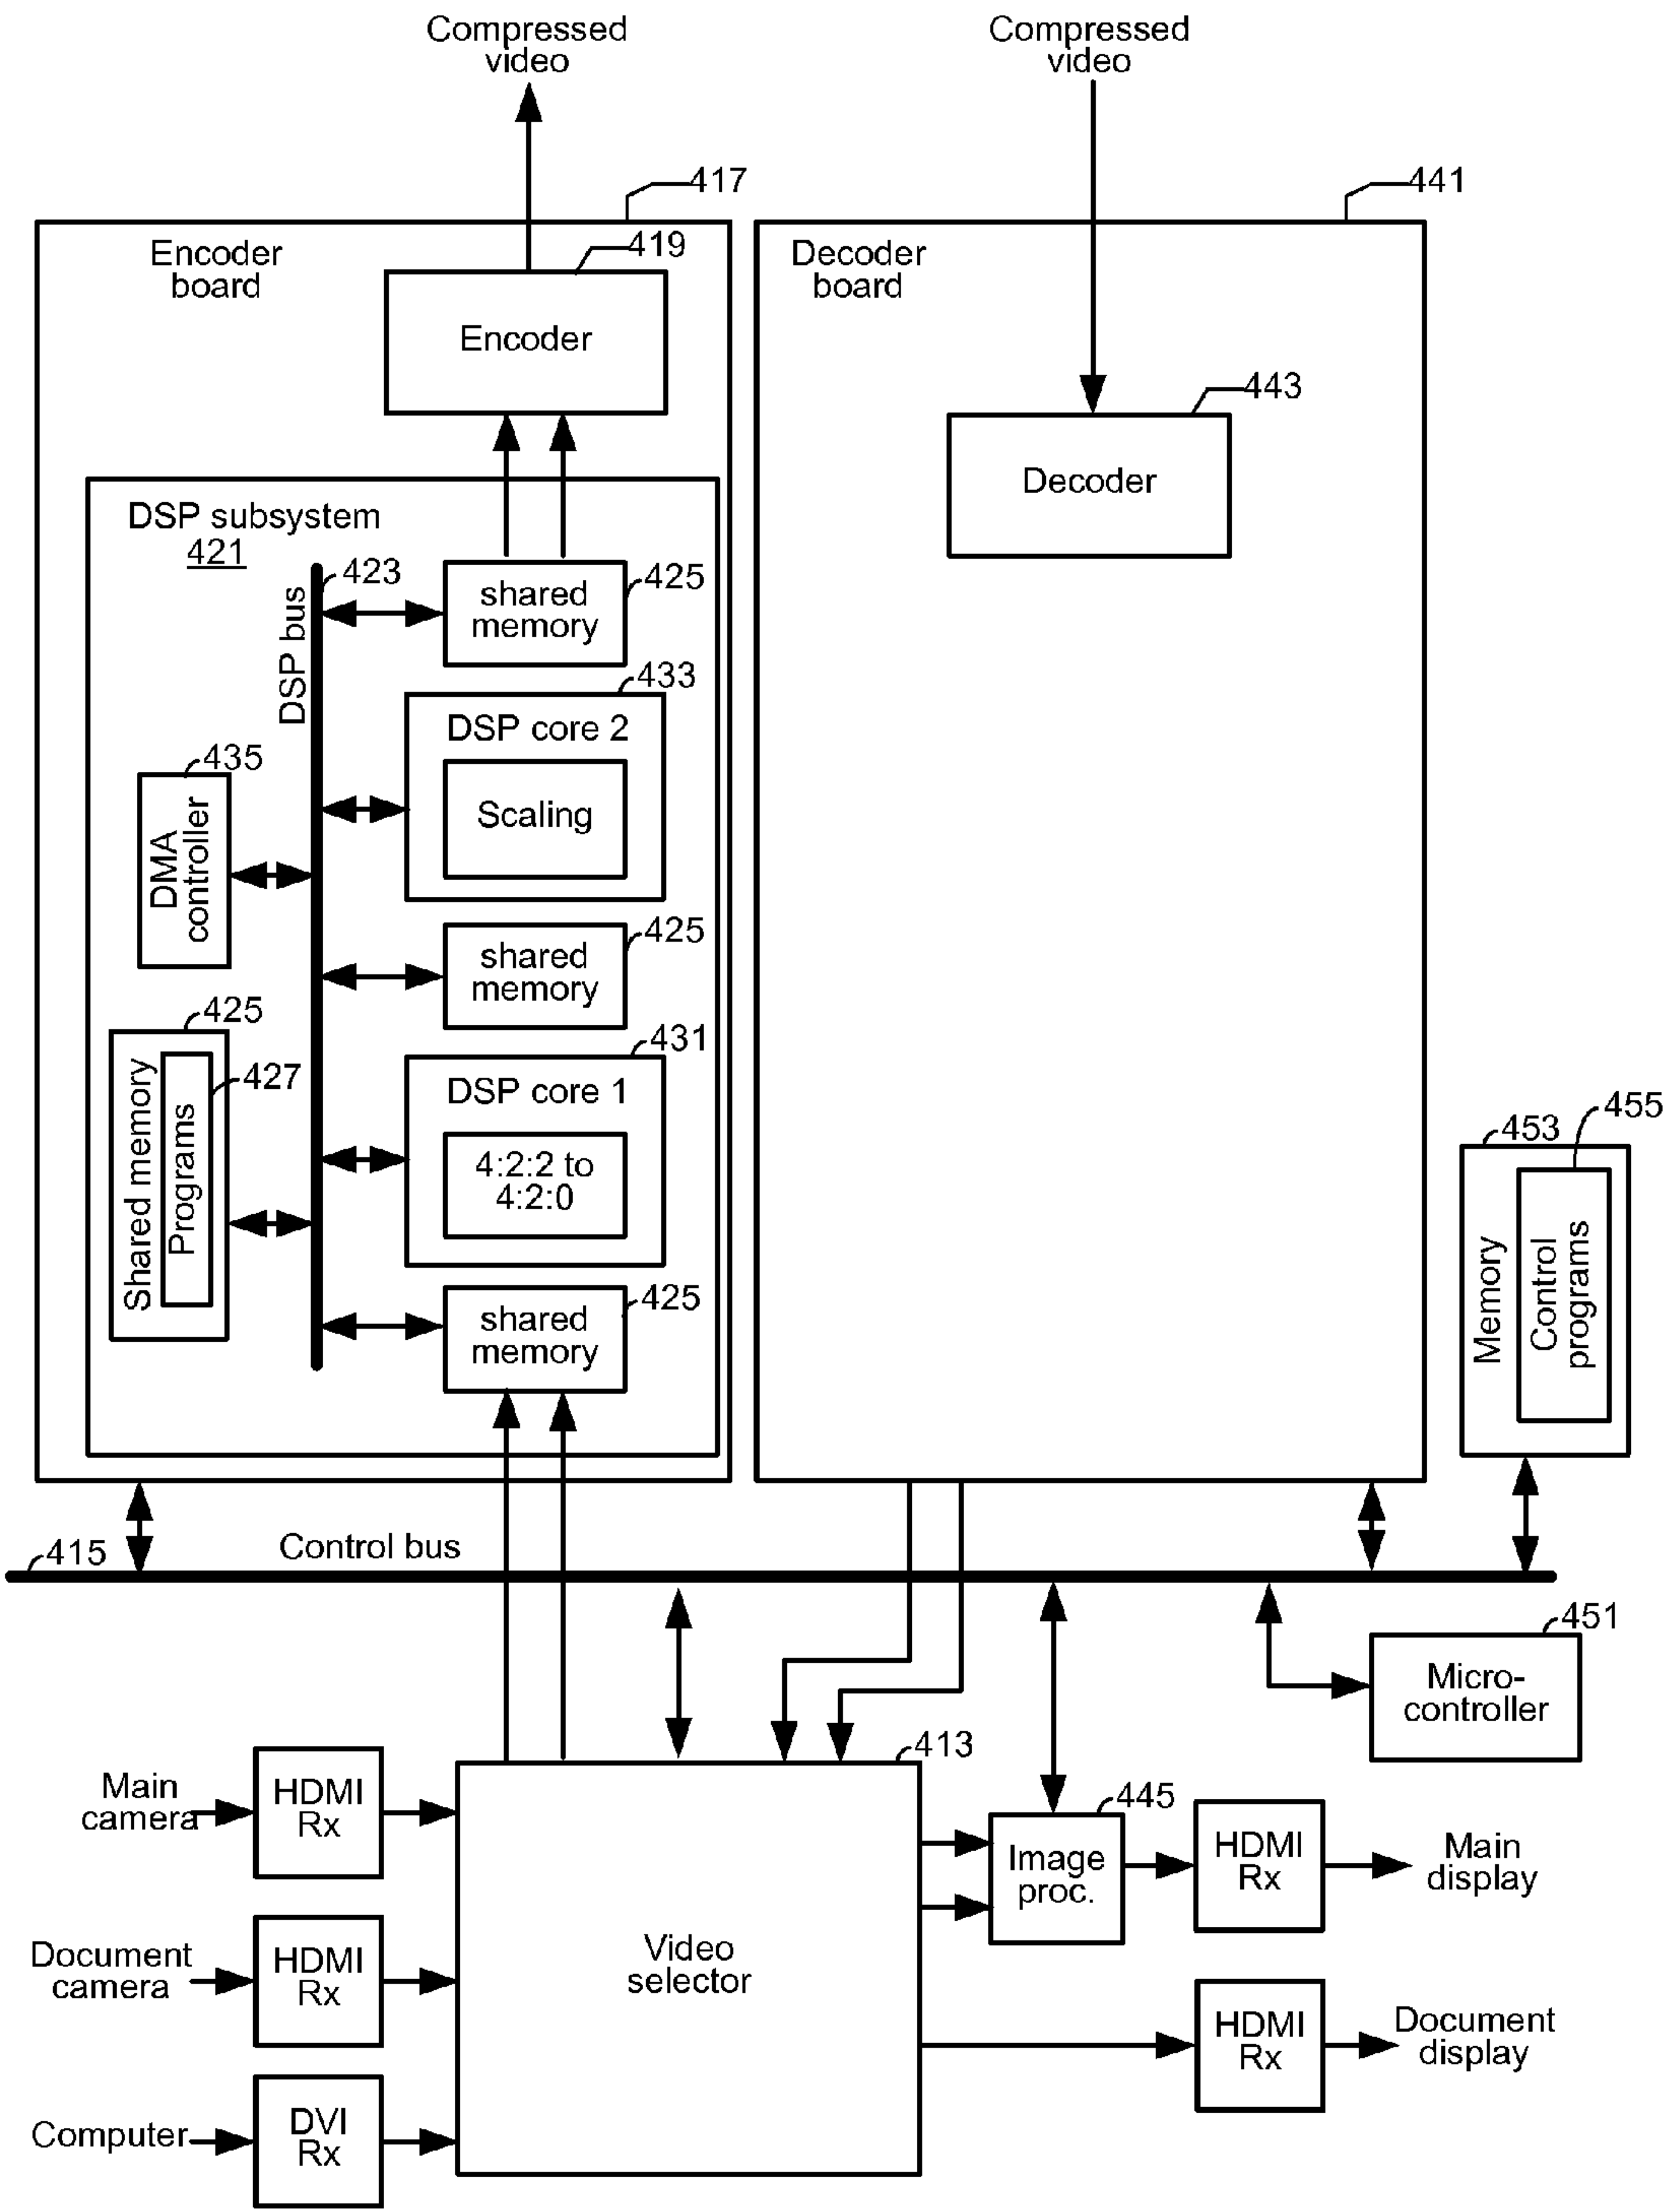 Compressed
video
Compressed
video
417
441
Encoder
board
419
Decoder
board
Encoder
443
Decoder
DSP subsystem
421
423
DSP bus
shared
memory
425
433
DSP core 2
Scaling
435
DMA
controller
shared
memory
425
425
Shared memory
Programs
427
431
DSP core 1
4:2:2 to
4:2:0
shared
memory
425
453
455
Memory
Control
programs
415
Control bus
451
Micro-
controller
413
Main
camera
HDMI
Rx
445
Image
proc.
HDMI
Rx
Main
display
Document
camera
HDMI
Rx
Video
selector
HDMI
Rx
Document
display
Computer
DVI
Rx